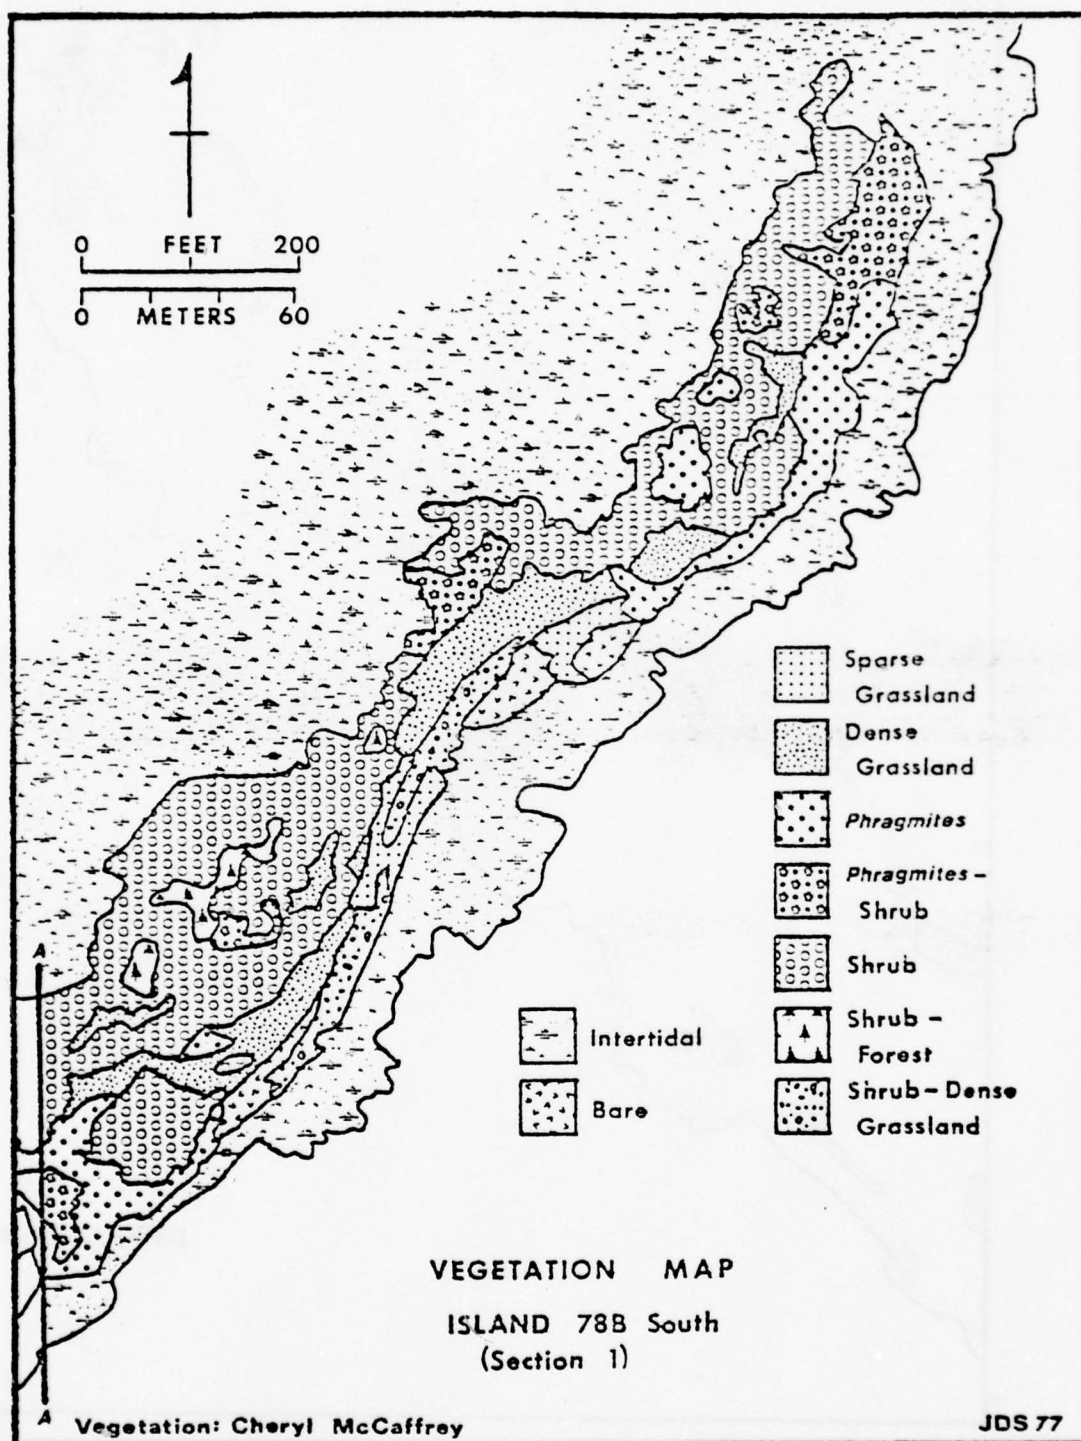 0 FEET 200
0 METERS 60
Sparse
Grassland
Dense
Grassland
Phragmites
Phragmites –
Shrub
Shrub
Shrub –
Forest
Shrub – Dense
Grassland
Intertidal
Bare
A
A
VEGETATION MAP
ISLAND 78B South
(Section 1)
Vegetation: Cheryl McCaffrey
JDS 77